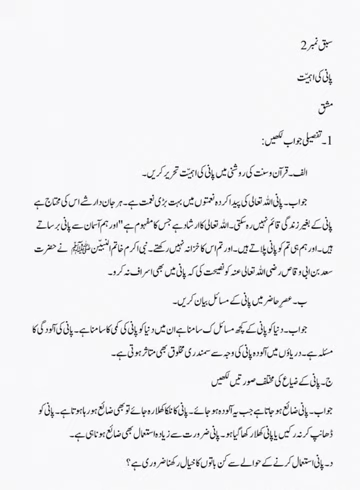 سبق نمبر 2
پانی کی اہمیت
مشق
1۔ تفصیلی جواب لکھیں:
الف۔ قرآن و سنت کی روشنی میں پانی کی اہمیّت تحریر کریں۔
جواب۔ پانی اللہ تعالی کی پیدا کردہ نعمتوں میں بہت بڑی نعمت ہے۔ ہر جان دار شے اس کی محتاج ہے
پانی کے بغیر زندگی قائم نہیں رہ سکتی۔ اللہ تعالی کا ارشاد ہے جس کا مفہوم ہے "اور ہم آسمان سے پانی برساتے
ہیں۔ اور ہم ہی تم کو پانی پلاتے ہیں۔ اور تم اس کا خزانہ نہیں رکھتے۔ نبی اکرم خاتم النبیّین ﷺ نے حضرت
سعد بن ابی وقاص رضی اللہ تعالی عنہ کو نصیحت کی کہ پانی میں بھی اسراف نہ کرو۔
ب۔ عصرِ حاضر میں پانی کے مسائل بیان کریں۔
جواب۔ دنیا کو پانی کے کچھ مسائل کا سامنا ہے ان میں دنیا کو پانی کی کمی کا سامنا ہے۔ پانی کی آلودگی کا
مسئلہ ہے۔ دریاؤں میں آلودہ پانی کی وجہ سے سمندری مخلوق بھی متاثر ہوتی ہے۔
ج۔ پانی کے ضیاع کی مختلف صورتیں لکھیں
جواب۔ پانی ضائع ہو جاتا ہے جب یہ آلودہ ہو جائے۔ پانی کا نلکا کھلا رہ جائے تو بھی ضائع ہو رہا ہوتا ہے۔ پانی کو
ڈھانپ کر نہ رکھیں یا پانی کھلا رکھا گیا ہو۔ پانی ضرورت سے زیادہ استعمال بھی ضائع ہونا ہی ہے۔
د۔ پانی استعمال کرنے کے حوالے سے کن باتوں کا خیال رکھنا ضروری ہے؟